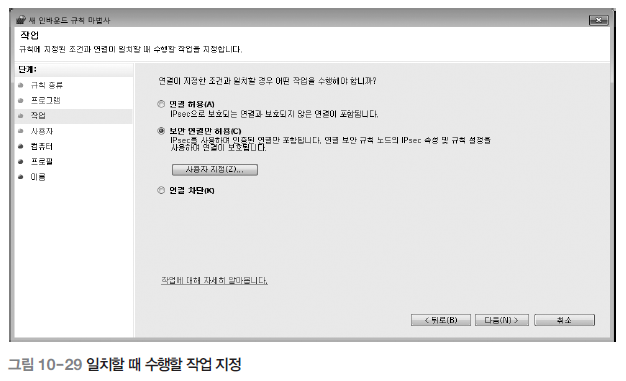 새 인바운드 규칙 마법사
작업
규칙에 지정된 조건과 연결이 일치할 때 수행할 작업을 지정합니다.
단계:
규칙 종류
프로그램
작업
사용자
컴퓨터
프로필
이름
연결이 지정한 조건과 일치할 경우 어떤 작업을 수행해야 합니까?
연결 허용(A)
IPsec으로 보호되는 연결과 보호되지 않은 연결이 포함됩니다.
보안 연결만 허용(C)
IPsec를 사용하여 인증된 연결만 포함됩니다. 연결 보안 규칙 노드의 IPsec 속성 및 규칙 설정을
사용하여 연결이 보호됩니다.
사용자 지정(Z)...
연결 차단(K)
작업에 대해 자세히 알아봅니다.
< 뒤로(B)
다음(N) >
취소
그림 10-29 일치할 때 수행할 작업 지정